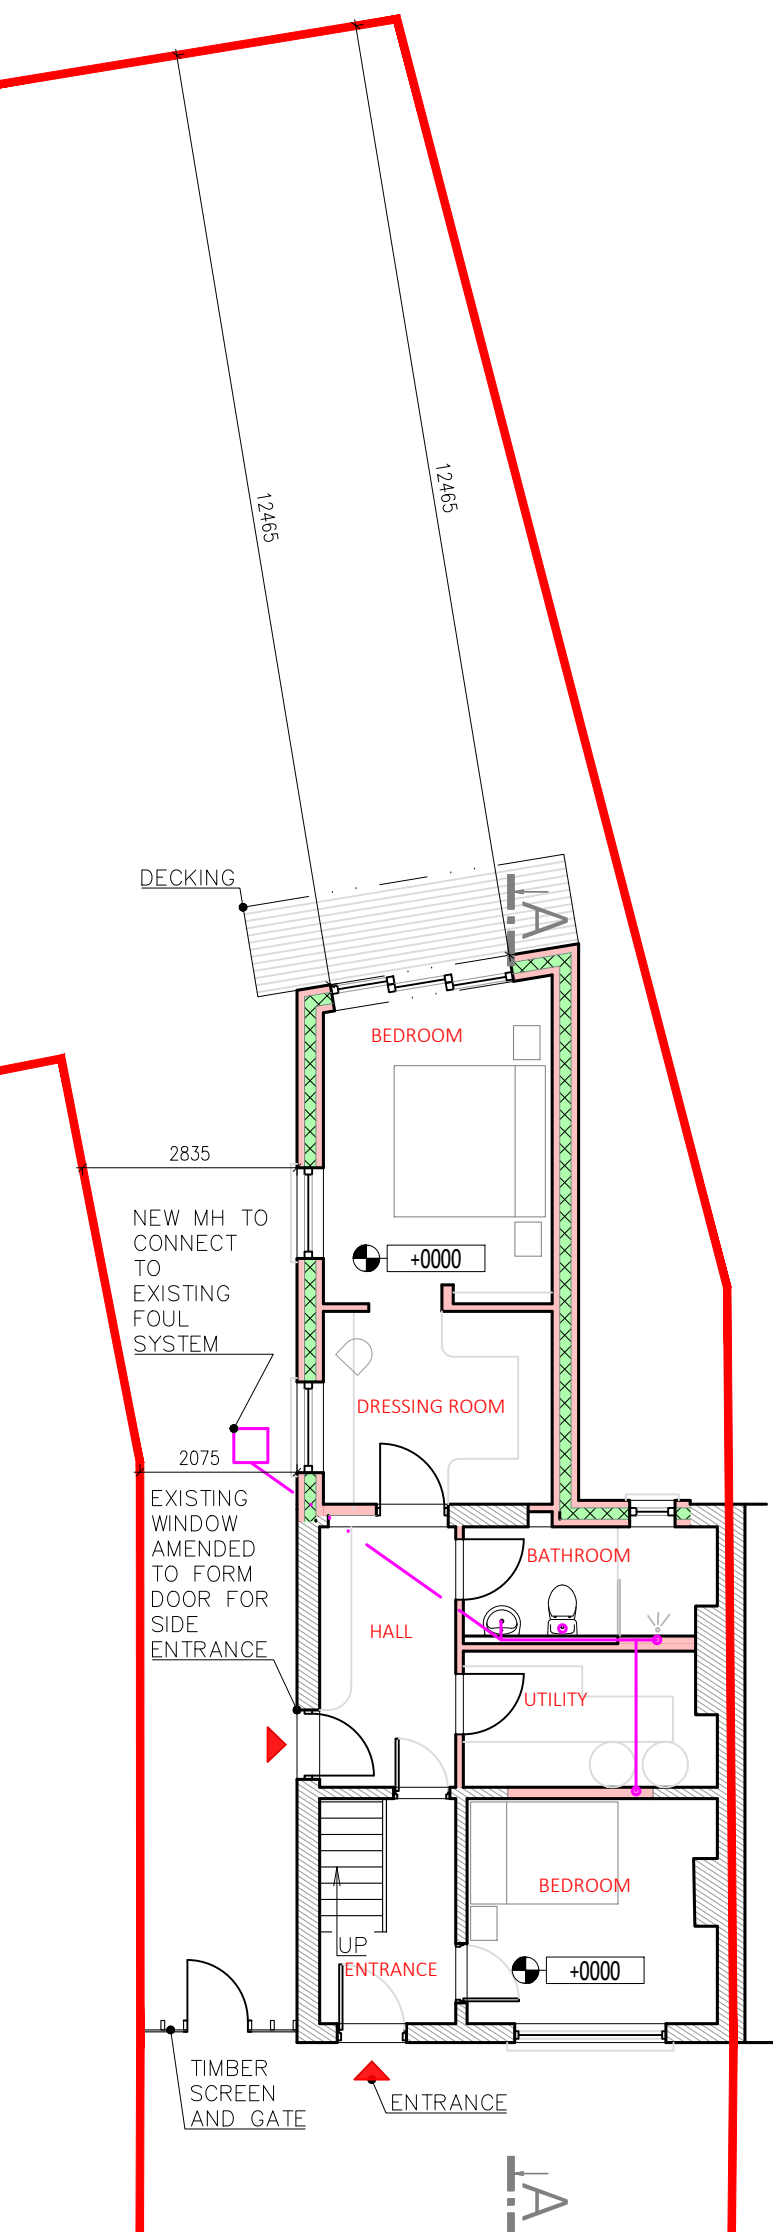 12465
12465
DECKING
A
BEDROOM
2835
NEW MH TO
CONNECT
TO
EXISTING
FOUL
SYSTEM
+0000
DRESSING ROOM
2075
EXISTING
WINDOW
AMENDED
TO FORM
DOOR FOR
SIDE
ENTRANCE
BATHROOM
HALL
UTILITY
BEDROOM
UP
ENTRANCE
+0000
TIMBER
SCREEN
AND GATE
ENTRANCE
A